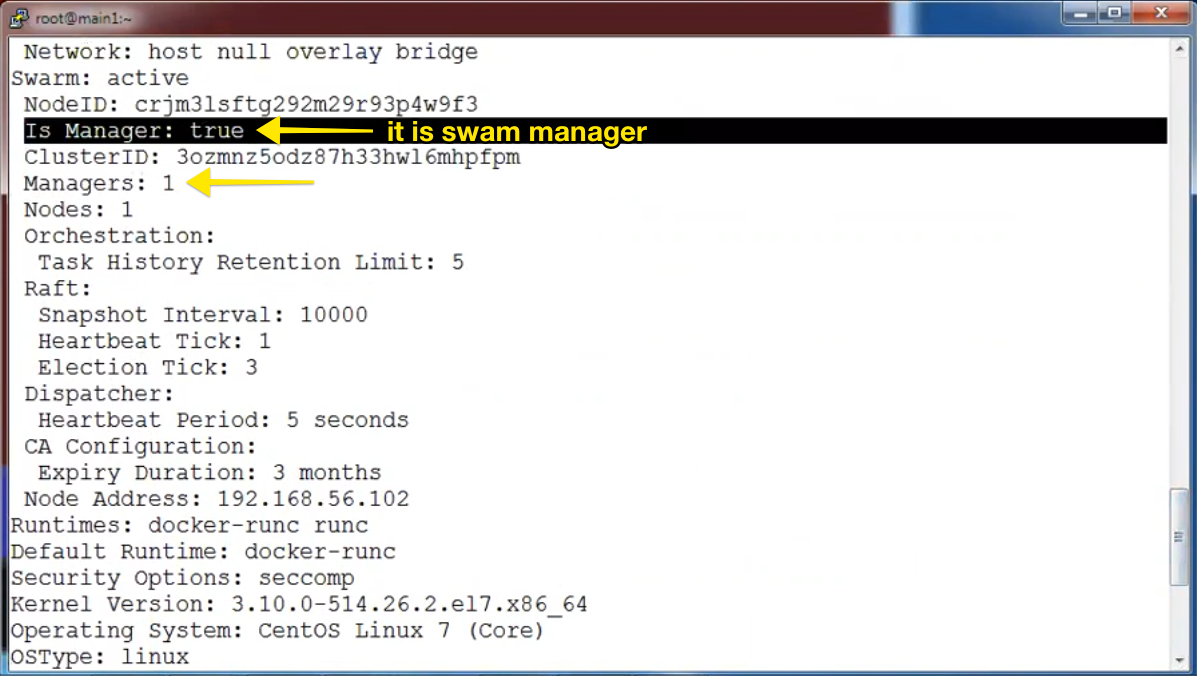 root@main1:~
Network: host null overlay bridge
Swarm: active
NodeID: crjm3lsftg292m29r93p4w9f3
Is Manager: true it is swam manager
ClusterID: 3ozmnz5odz87h33hwl6mhpfpm
Managers: 1
Nodes: 1
Orchestration:
Task History Retention Limit: 5
Raft:
Snapshot Interval: 10000
Heartbeat Tick: 1
Election Tick: 3
Dispatcher:
Heartbeat Period: 5 seconds
CA Configuration:
Expiry Duration: 3 months
Node Address: 192.168.56.102
Runtimes: docker-runc runc
Default Runtime: docker-runc
Security Options: seccomp
Kernel Version: 3.10.0-514.26.2.el7.x86_64
Operating System: CentOS Linux 7 (Core)
OSType: linux